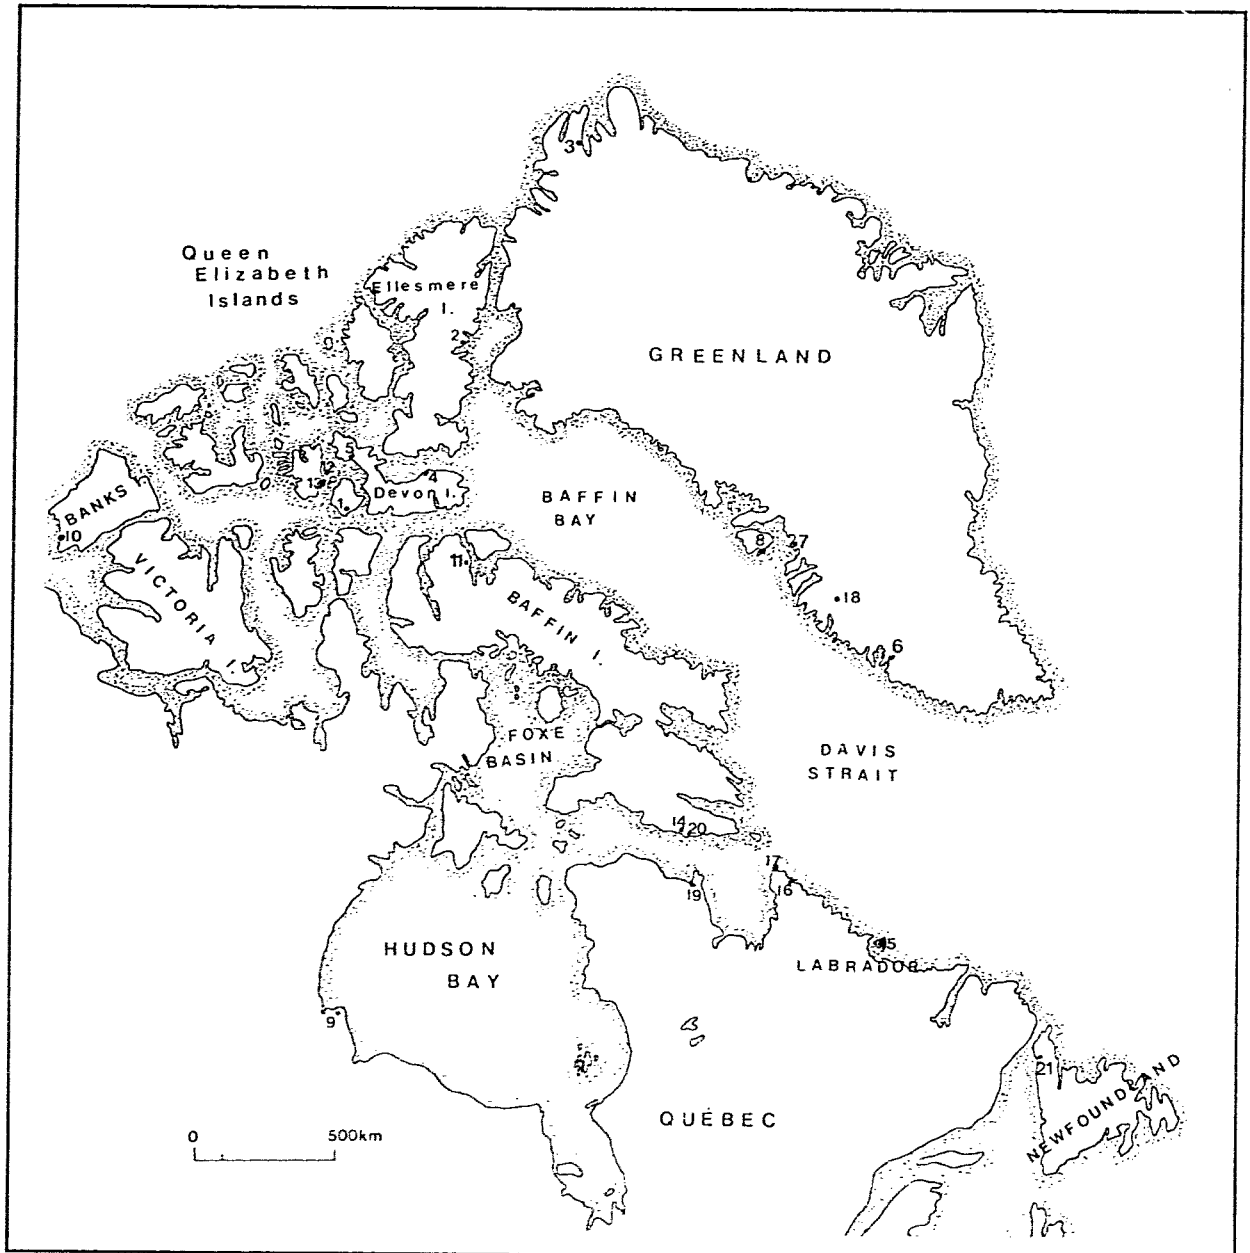 3
Queen
Elizabeth
Islands
Ellesmere
I.
2
GREENLAND
5
12
13
1
4
Devon I.
BANKS
10
BAFFIN
BAY
8
7
11
VICTORIA I.
BAFFIN I.
18
6
FOXE
BASIN
DAVIS
STRAIT
14
20
17
16
19
HUDSON
BAY
15
LABRADOR
9
21
NEWFOUNDLAND
QUÉBEC
0
500km